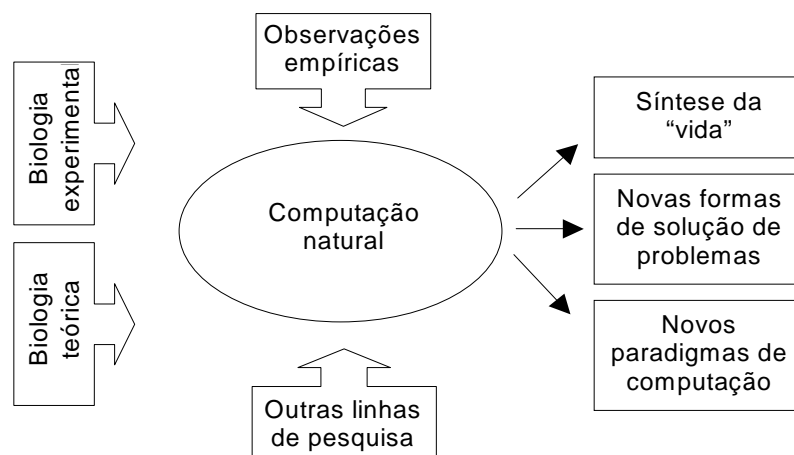 Observações
empíricas
Biologia
experimental
Biologia
teórica
Computação
natural
Outras linhas
de pesquisa
Síntese da
“vida”
Novas formas
de solução de
problemas
Novos
paradigmas de
computação